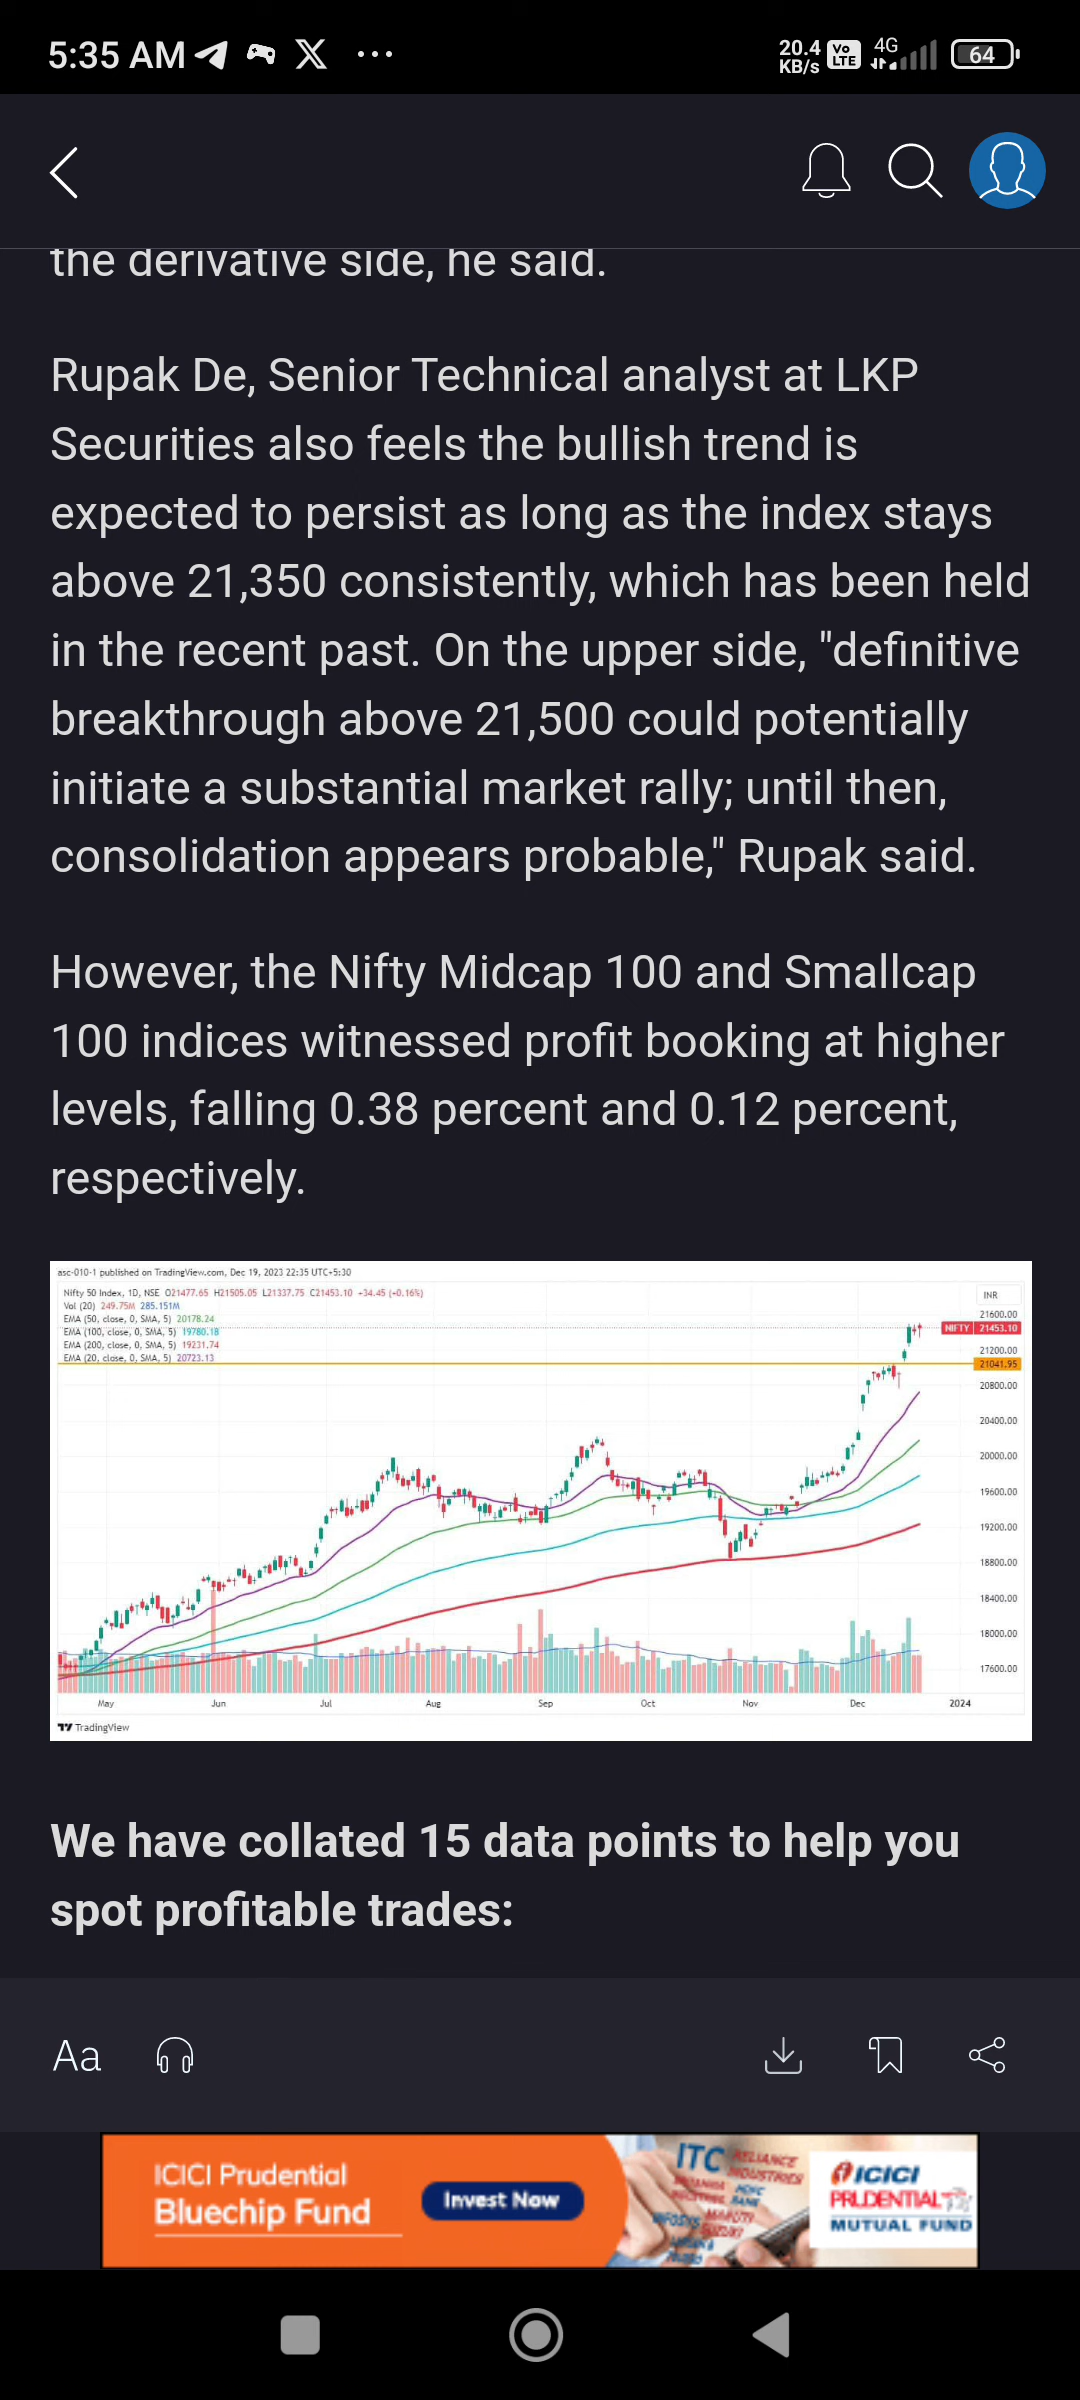 5:35 AM
20.4
KB/s
Vo
LTE
4G
64
the derivative side, he said.
Rupak De, Senior Technical analyst at LKP
Securities also feels the bullish trend is
expected to persist as long as the index stays
above 21,350 consistently, which has been held
in the recent past. On the upper side, "definitive
breakthrough above 21,500 could potentially
initiate a substantial market rally; until then,
consolidation appears probable," Rupak said.
However, the Nifty Midcap 100 and Smallcap
100 indices witnessed profit booking at higher
levels, falling 0.38 percent and 0.12 percent,
respectively.
asc-010-1 published on TradingView.com, Dec 19, 2023 22:35 UTC+5:30
Nifty 50 Index, 1D, NSE O21477.65 H21505.05 L21337.75 C21453.10 +34.45 (+0.16%)
Vol (20) 249.75M 285.151M
EMA (50, close, 0, SMA, 5) 20178.24
EMA (100, close, 0, SMA, 5) 19780.18
EMA (200, close, 0, SMA, 5) 19231.74
EMA (20, close, 0, SMA, 5) 20723.13
INR
21600.00
NIFTY 21453.10
21200.00
21041.95
20800.00
20400.00
20000.00
19600.00
19200.00
18800.00
18400.00
18000.00
17600.00
May Jun Jul Aug Sep Oct Nov Dec 2024
TradingView
We have collated 15 data points to help you
spot profitable trades:
Aa
ICICI Prudential
Bluechip Fund
Invest Now
ITC
RELIANCE
INDUSTRIES
HDFC
BANK
INFOSYS
MARUTI
SUZUKI
ICICI
PRUDENTIAL
MUTUAL FUND